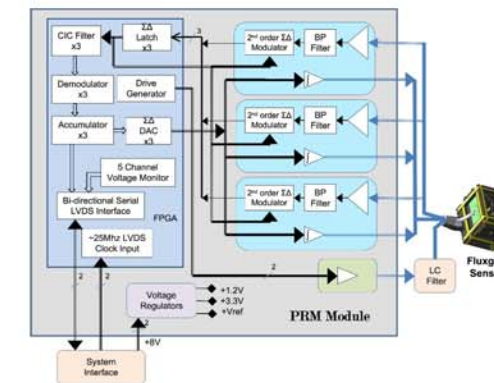 CIC Filter
x3
ΣΔ
Latch
x3
3
2nd order ΣΔ
Modulator
BP
Filter
Demodulator
x3
Drive
Generator
Accumulator
x3
ΣΔ
DAC
x3
3
2nd order ΣΔ
Modulator
BP
Filter
5 Channel
Voltage Monitor
Bi-directional Serial
LVDS Interface
FPGA
2nd order ΣΔ
Modulator
BP
Filter
~25Mhz LVDS
Clock Input
2
LC
Filter
Fluxg
Sens
2
2
Voltage
Regulators
+1.2V
+3.3V
+Vref
PRM Module
2
+8V
System
Interface